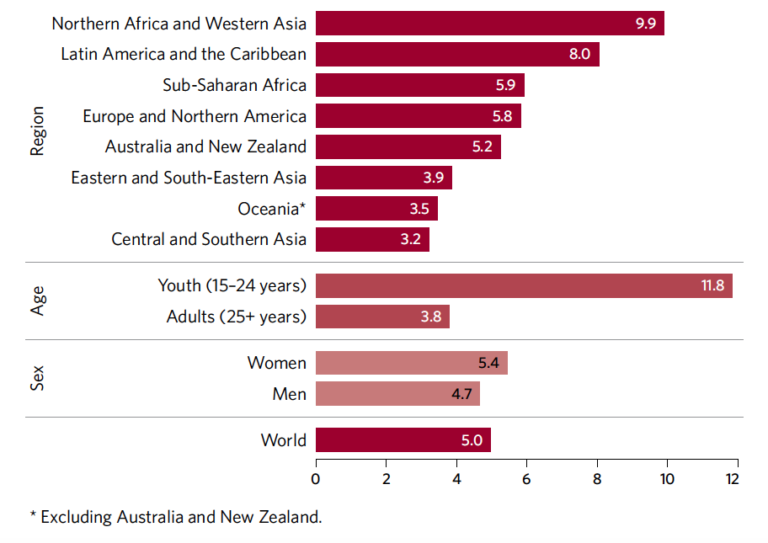 Region
Northern Africa and Western Asia 9.9
Latin America and the Caribbean 8.0
Sub-Saharan Africa 5.9
Europe and Northern America 5.8
Australia and New Zealand 5.2
Eastern and South-Eastern Asia 3.9
Oceania* 3.5
Central and Southern Asia 3.2
Age
Youth (15–24 years) 11.8
Adults (25+ years) 3.8
Sex
Women 5.4
Men 4.7
World 5.0
0 2 4 6 8 10 12
* Excluding Australia and New Zealand.